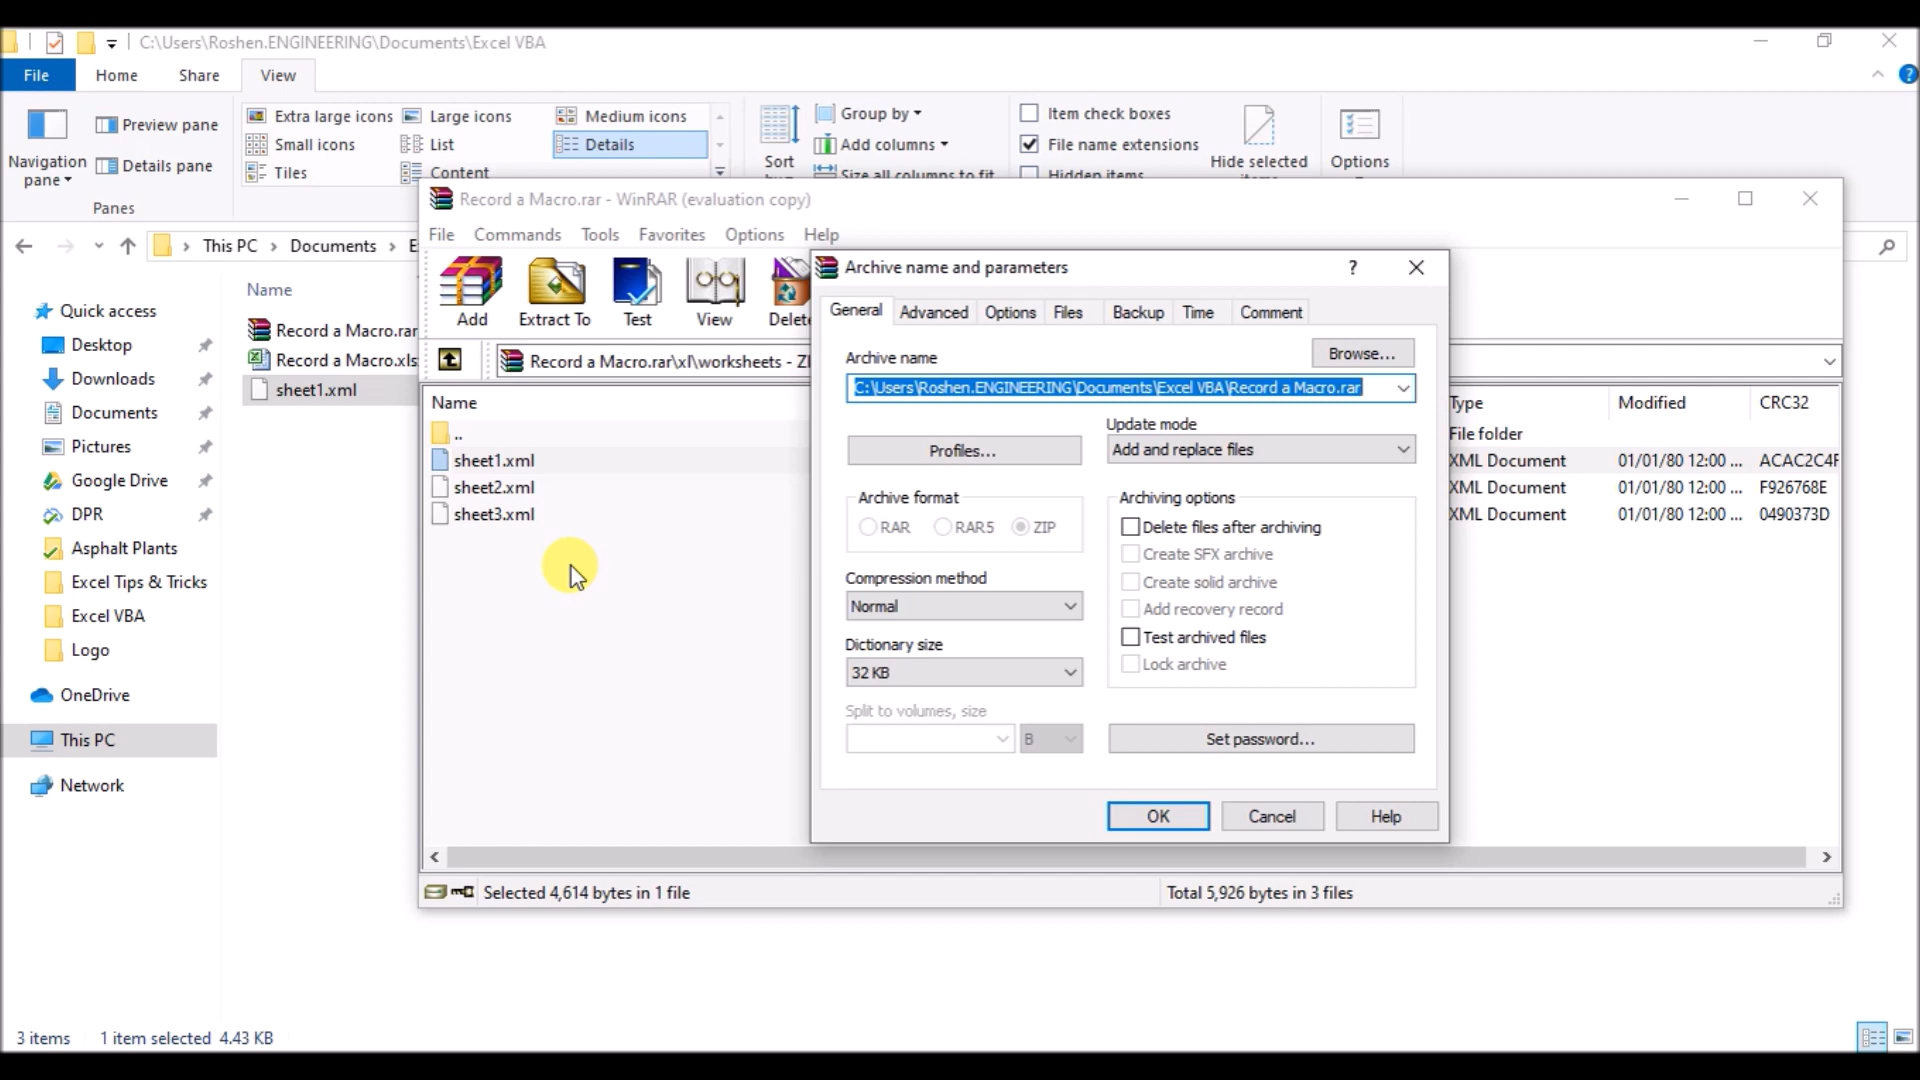 C:\Users\Roshen.ENGINEERING\Documents\Excel VBA
File Home Share View
Navigation pane
Preview pane
Details pane
Panes
Extra large icons Large icons Medium icons
Small icons List Details
Tiles Content
Sort
Group by
Add columns
Size all columns to fit
Item check boxes
File name extensions
Hidden items
Hide selected
Options
This PC Documents
Name
Record a Macro.rar
Record a Macro.xls
sheet1.xml
Quick access
Desktop
Downloads
Documents
Pictures
Google Drive
DPR
Asphalt Plants
Excel Tips & Tricks
Excel VBA
Logo
OneDrive
This PC
Network
3 items 1 item selected 4.43 KB
Record a Macro.rar - WinRAR (evaluation copy)
File Commands Tools Favorites Options Help
Add Extract To Test View Delete
Record a Macro.rar\xl\worksheets - ZI
Name Type Modified CRC32
.. File folder
sheet1.xml XML Document 01/01/80 12:00 ... ACAC2C4F
sheet2.xml XML Document 01/01/80 12:00 ... F926768E
sheet3.xml XML Document 01/01/80 12:00 ... 0490373D
Selected 4,614 bytes in 1 file Total 5,926 bytes in 3 files
Archive name and parameters ?
General Advanced Options Files Backup Time Comment
Archive name Browse...
C:\Users\Roshen.ENGINEERING\Documents\Excel VBA\Record a Macro.rar
Update mode
Profiles... Add and replace files
Archive format
RAR RAR5 ZIP
Archiving options
Delete files after archiving
Create SFX archive
Create solid archive
Add recovery record
Test archived files
Lock archive
Compression method
Normal
Dictionary size
32 KB
Split to volumes, size
B
Set password...
OK Cancel Help